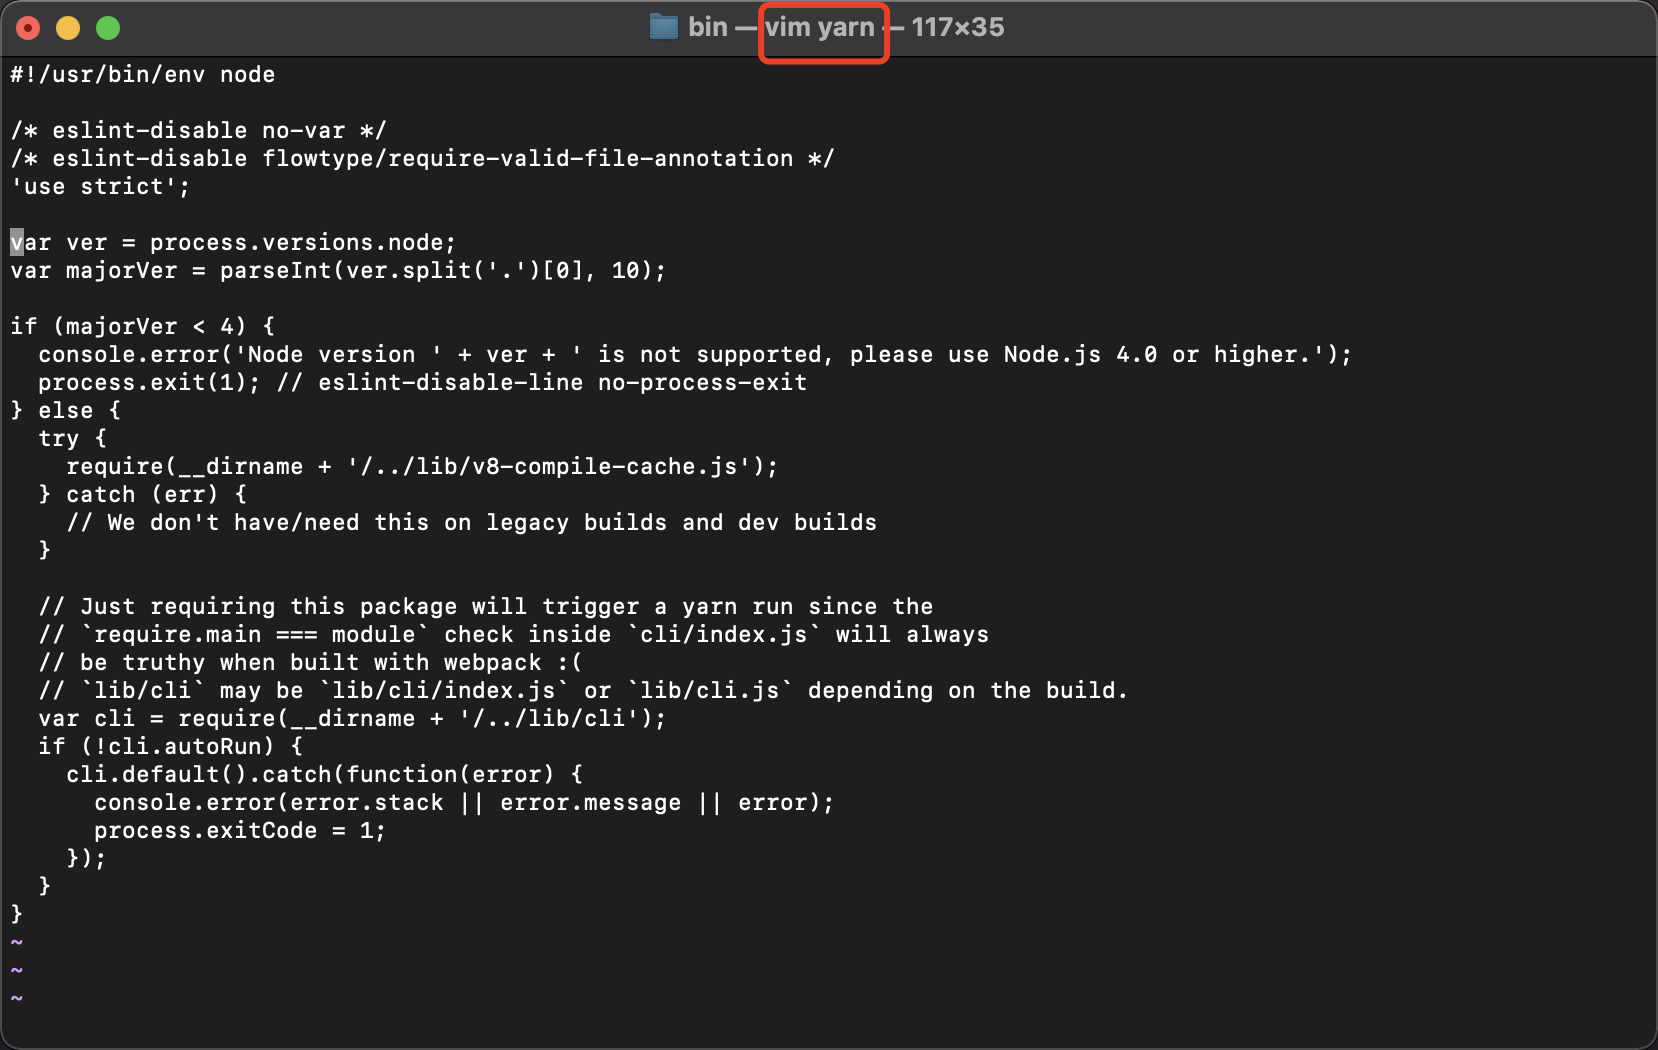 bin — vim yarn — 117×35
#!/usr/bin/env node
/* eslint-disable no-var */
/* eslint-disable flowtype/require-valid-file-annotation */
'use strict';
var ver = process.versions.node;
var majorVer = parseInt(ver.split('.')[0], 10);
if (majorVer < 4) {
  console.error('Node version ' + ver + ' is not supported, please use Node.js 4.0 or higher.');
  process.exit(1); // eslint-disable-line no-process-exit
} else {
  try {
    require(__dirname + '/../lib/v8-compile-cache.js');
  } catch (err) {
    // We don't have/need this on legacy builds and dev builds
  }
  // Just requiring this package will trigger a yarn run since the
  // `require.main === module` check inside `cli/index.js` will always
  // be truthy when built with webpack :(
  // `lib/cli` may be `lib/cli/index.js` or `lib/cli.js` depending on the build.
  var cli = require(__dirname + '/../lib/cli');
  if (!cli.autoRun) {
    cli.default().catch(function(error) {
      console.error(error.stack || error.message || error);
      process.exitCode = 1;
    });
  }
}
~
~
~